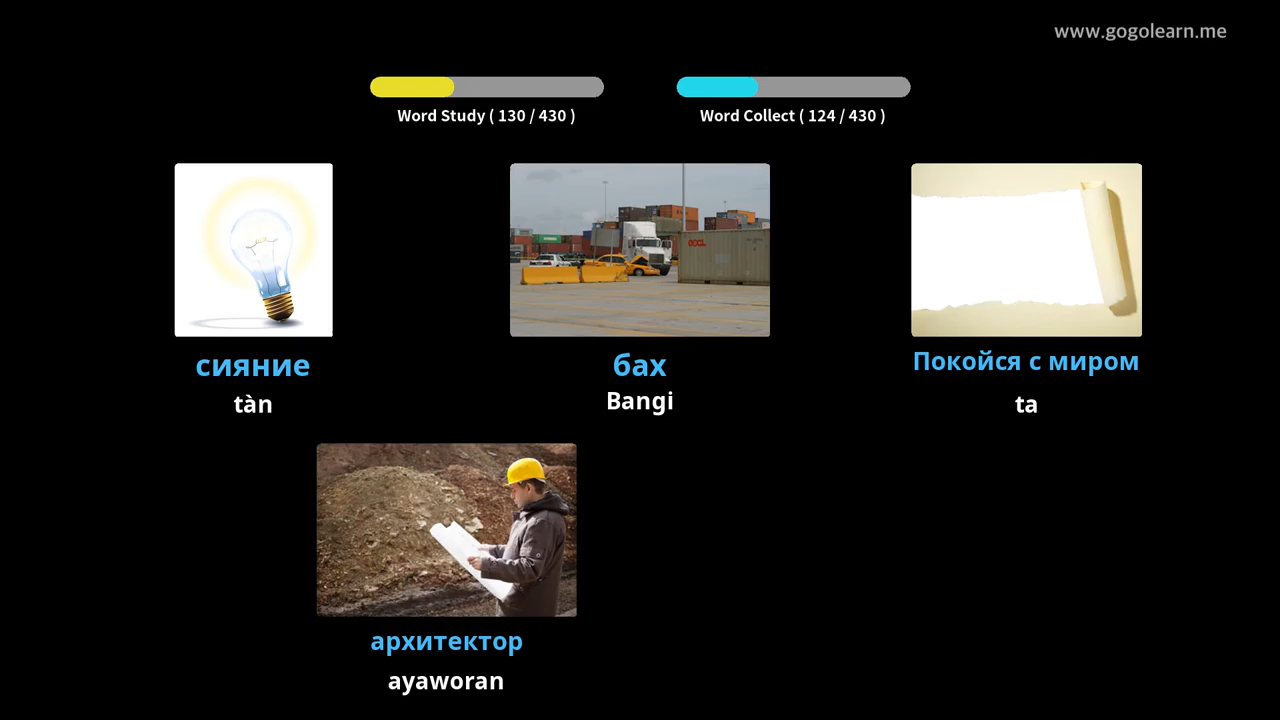 www.gogolearn.me
Word Study ( 130 / 430 )
Word Collect ( 124 / 430 )
сияние
tàn
бах
Bangi
Покойся с миром
ta
архитектор
ayaworan
OOCL